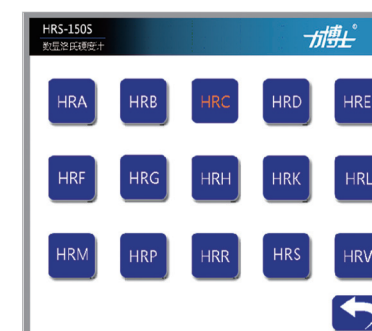 HRS-150S
数显洛氏硬度计
力博士®
HRA HRB HRC HRD HRE
HRF HRG HRH HRK HRL
HRM HRP HRR HRS HRV